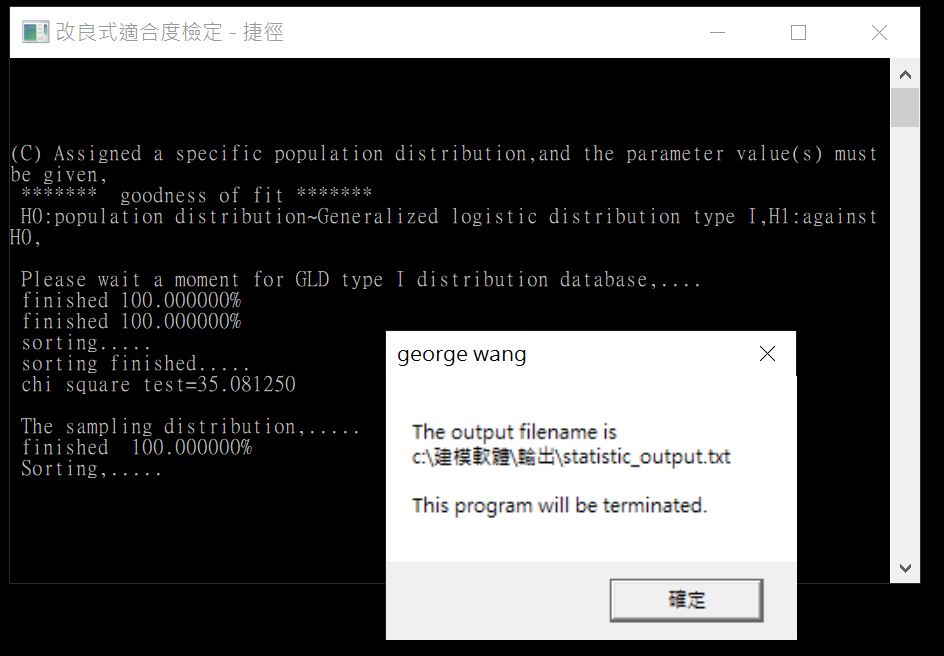 改良式適合度檢定 - 捷徑
(C) Assigned a specific population distribution,and the parameter value(s) must
be given,
*******  goodness of fit *******
H0:population distribution~Generalized logistic distribution type I,H1:against
H0,
Please wait a moment for GLD type I distribution database,....
finished 100.000000%
finished 100.000000%
sorting.....
sorting finished.....
chi square test=35.081250
The sampling distribution,.....
finished  100.000000%
Sorting,.....
george wang
The output filename is
c:\建模軟體\輸出\statistic_output.txt
This program will be terminated.
確定